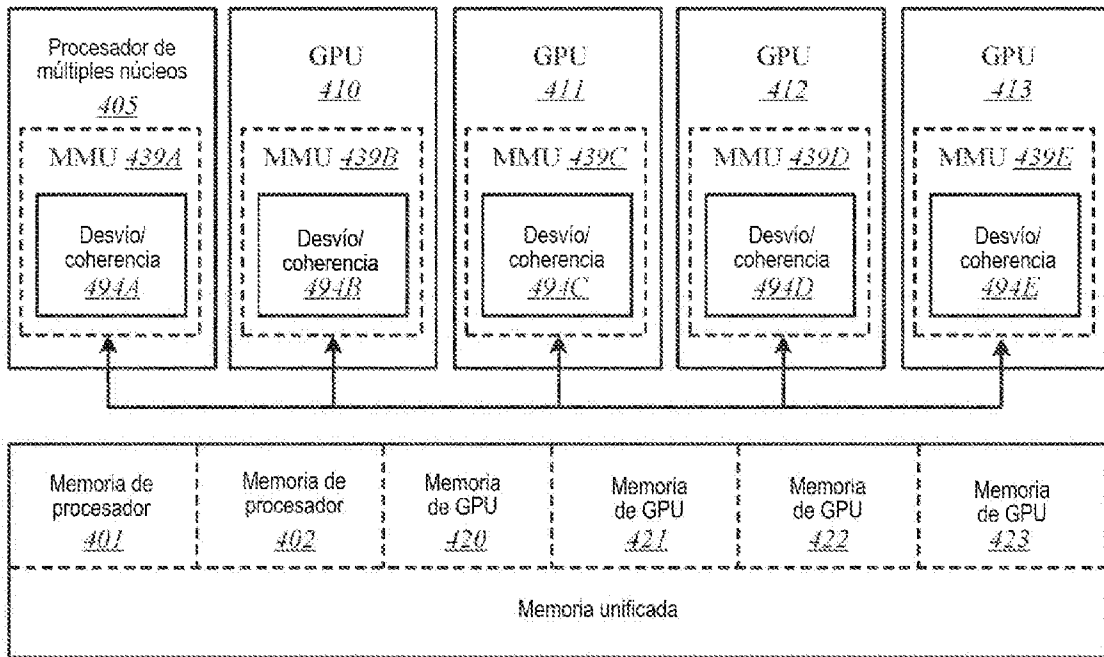 Procesador de
múltiples núcleos
405
MMU 439A
Desvío/
coherencia
494A
GPU
410
MMU 439B
Desvío/
coherencia
494B
GPU
411
MMU 439C
Desvío/
coherencia
494C
GPU
412
MMU 439D
Desvío/
coherencia
494D
GPU
413
MMU 439E
Desvío/
coherencia
494E
Memoria de
procesador
401
Memoria de
procesador
402
Memoria
de GPU
420
Memoria
de GPU
421
Memoria
de GPU
422
Memoria
de GPU
423
Memoria unificada